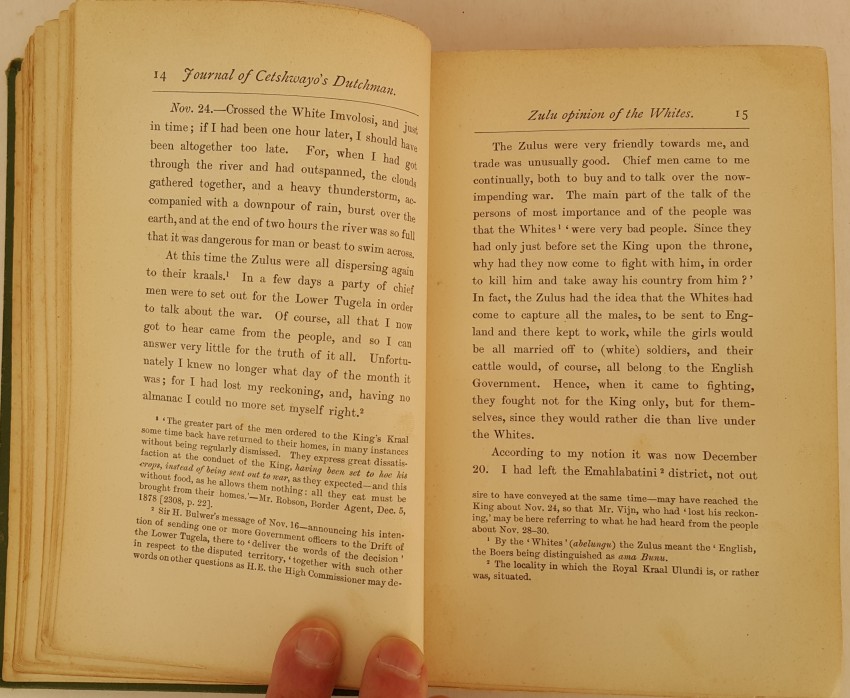 14 Journal of Cetshwayo's Dutchman.
Nov. 24.—Crossed the White Imvolosi, and just
in time; if I had been one hour later, I should have
been altogether too late. For, when I had got
through the river and had outspanned, the clouds
gathered together, and a heavy thunderstorm, ac-
companied with a downpour of rain, burst over the
earth, and at the end of two hours the river was so full
that it was dangerous for man or beast to swim across.
At this time the Zulus were all dispersing again
to their kraals.¹ In a few days a party of chief
men were to set out for the Lower Tugela in order
to talk about the war. Of course, all that I now
got to hear came from the people, and so I can
answer very little for the truth of it all. Unfortu-
nately I knew no longer what day of the month it
was; for I had lost my reckoning, and, having no
almanac I could no more set myself right.²
¹ 'The greater part of the men ordered to the King's Kraal
some time back have returned to their homes, in many instances
without being regularly dismissed. They express great dissatis-
faction at the conduct of the King, having been set to hoe his
crops, instead of being sent out to war, as they expected—and this
without food, as he allows them nothing: all they eat must be
brought from their homes.'—Mr. Robson, Border Agent, Dec. 5,
1878 [2308, p. 22].
² Sir H. Bulwer's message of Nov. 16—announcing his inten-
tion of sending one or more Government officers to the Drift of
the Lower Tugela, there to 'deliver the words of the decision'
in respect to the disputed territory, 'together with such other
words on other questions as H.E. the High Commissioner may de-
Zulu opinion of the Whites. 15
The Zulus were very friendly towards me, and
trade was unusually good. Chief men came to me
continually, both to buy and to talk over the now-
impending war. The main part of the talk of the
persons of most importance and of the people was
that the Whites¹ 'were very bad people. Since they
had only just before set the King upon the throne,
why had they now come to fight with him, in order
to kill him and take away his country from him?'
In fact, the Zulus had the idea that the Whites had
come to capture all the males, to be sent to Eng-
land and there kept to work, while the girls would
be all married off to (white) soldiers, and their
cattle would, of course, all belong to the English
Government. Hence, when it came to fighting,
they fought not for the King only, but for them-
selves, since they would rather die than live under
the Whites.
According to my notion it was now December
20. I had left the Emahlabatini² district, not out
sire to have conveyed at the same time—may have reached the
King about Nov. 24, so that Mr. Vijn, who had 'lost his reckon-
ing,' may be here referring to what he had heard from the people
about Nov. 28-30.
¹ By the 'Whites' (abelungu) the Zulus meant the 'English,
the Boers being distinguished as ama Bunu.
² The locality in which the Royal Kraal Ulundi is, or rather
was, situated.